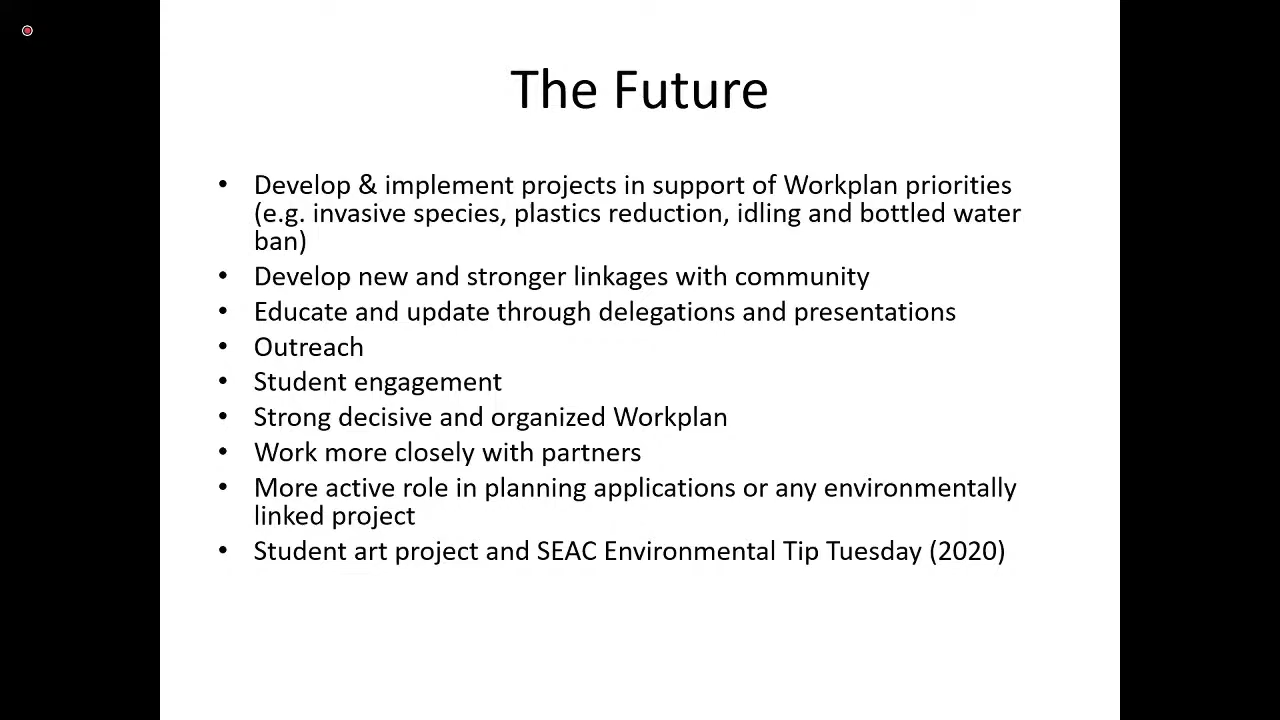 The Future
• Develop & implement projects in support of Workplan priorities
(e.g. invasive species, plastics reduction, idling and bottled water
ban)
• Develop new and stronger linkages with community
• Educate and update through delegations and presentations
• Outreach
• Student engagement
• Strong decisive and organized Workplan
• Work more closely with partners
• More active role in planning applications or any environmentally
linked project
• Student art project and SEAC Environmental Tip Tuesday (2020)